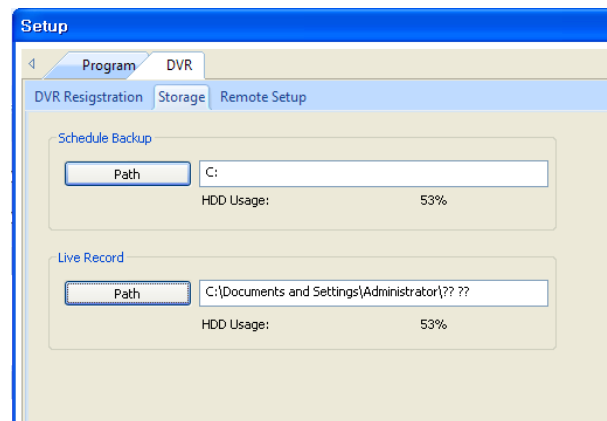 Setup
Program DVR
DVR Resigstration Storage Remote Setup
Schedule Backup
Path C:
HDD Usage: 53%
Live Record
Path C:\Documents and Settings\Administrator\?? ??
HDD Usage: 53%